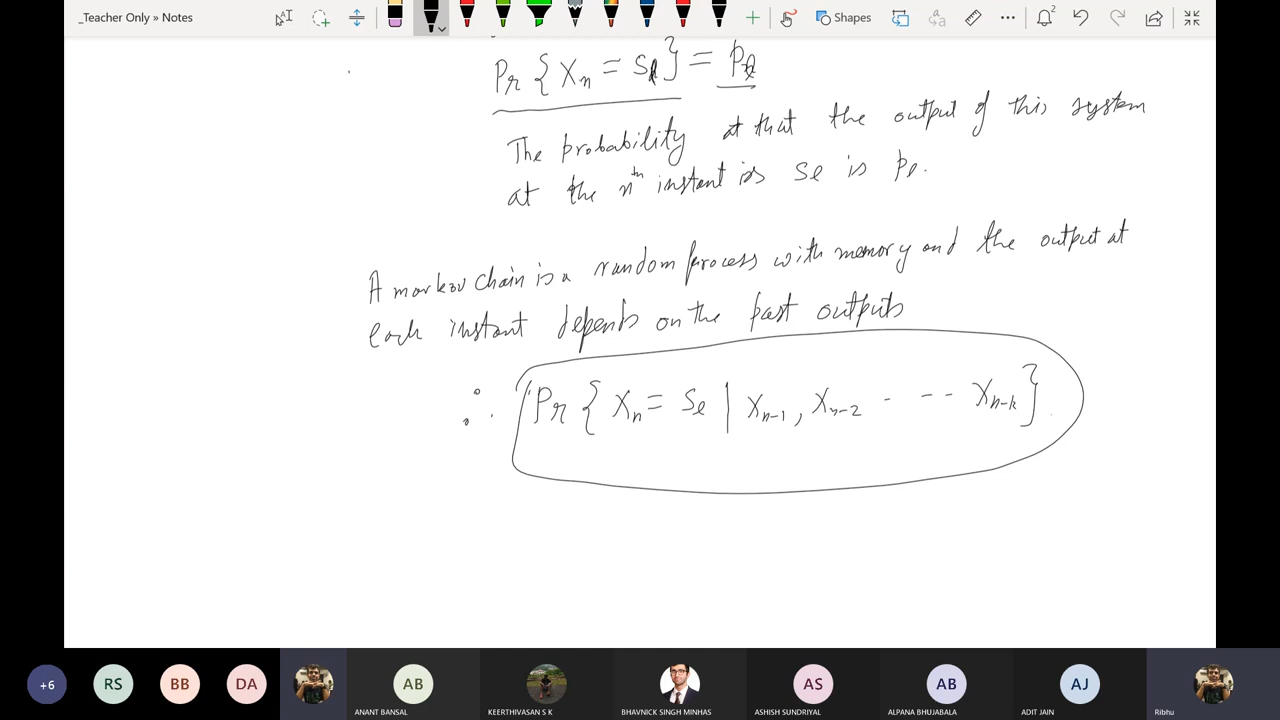 _Teacher Only » Notes
Shapes
Pr { Xn = Sl } = Pl
The probability at that the output of this system
at the nth instant is Sl is Pl.
A markov chain is a random process with memory and the output at
each instant depends on the past outputs
∴ Pr { Xn = Sl | Xn-1, Xn-2 - -- Xn-k }
+6
RS
BB
DA
AB
AS
AB
AJ
ANANT BANSAL
KEERTHIVASAN S K
BHAVNICK SINGH MINHAS
ASHISH SUNDRIYAL
ALPANA BHUJABALA
ADIT JAIN
Ribhu